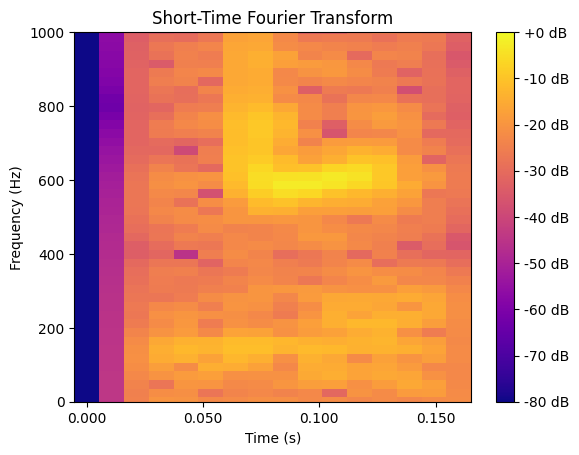 Short-Time Fourier Transform
1000
800
600
400
200
0
Frequency (Hz)
0.000
0.050
0.100
0.150
Time (s)
+0 dB
-10 dB
-20 dB
-30 dB
-40 dB
-50 dB
-60 dB
-70 dB
-80 dB